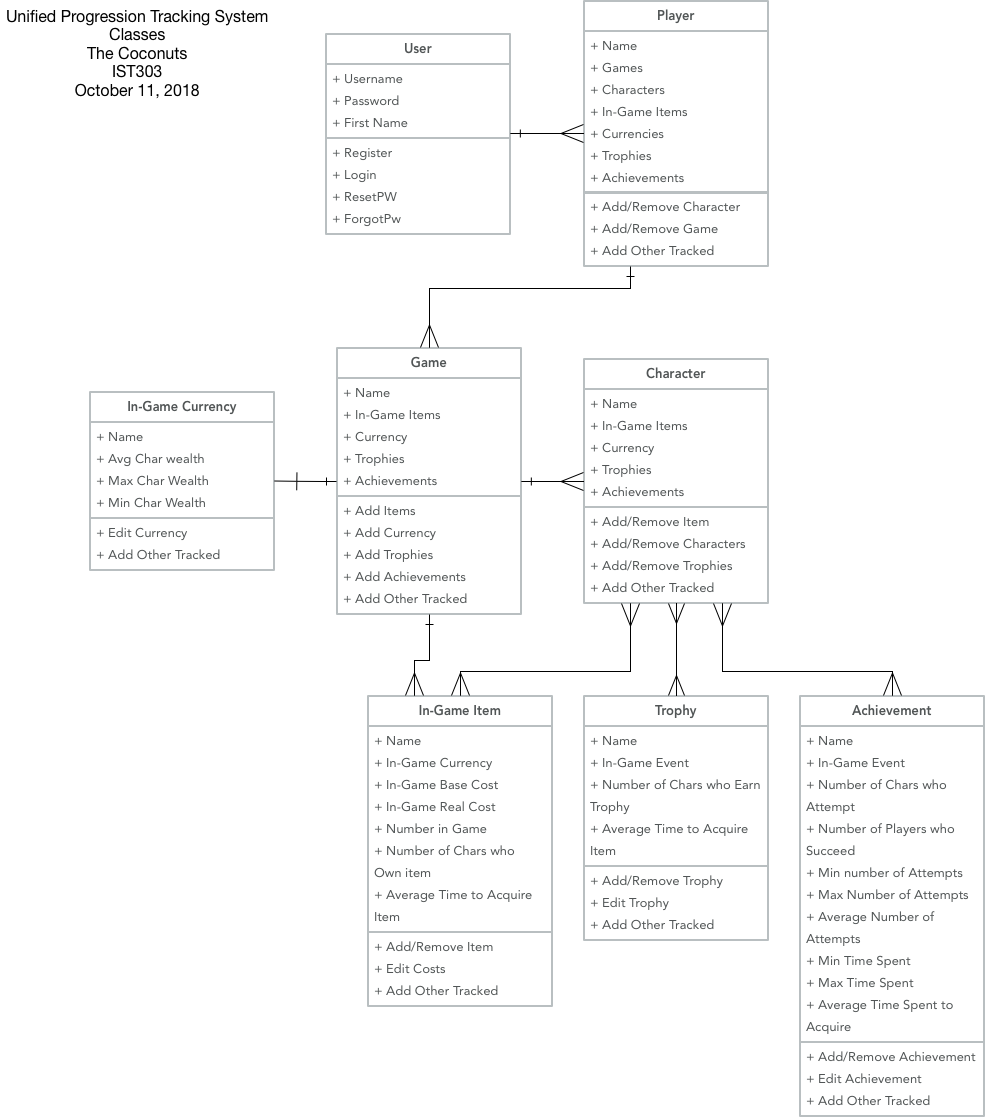 Unified Progression Tracking System
Classes
The Coconuts
IST303
October 11, 2018
User
+ Username
+ Password
+ First Name
+ Register
+ Login
+ ResetPW
+ ForgotPw
Player
+ Name
+ Games
+ Characters
+ In-Game Items
+ Currencies
+ Trophies
+ Achievements
+ Add/Remove Character
+ Add/Remove Game
+ Add Other Tracked
In-Game Currency
+ Name
+ Avg Char wealth
+ Max Char Wealth
+ Min Char Wealth
+ Edit Currency
+ Add Other Tracked
Game
+ Name
+ In-Game Items
+ Currency
+ Trophies
+ Achievements
+ Add Items
+ Add Currency
+ Add Trophies
+ Add Achievements
+ Add Other Tracked
Character
+ Name
+ In-Game Items
+ Currency
+ Trophies
+ Achievements
+ Add/Remove Item
+ Add/Remove Characters
+ Add/Remove Trophies
+ Add Other Tracked
In-Game Item
+ Name
+ In-Game Currency
+ In-Game Base Cost
+ In-Game Real Cost
+ Number in Game
+ Number of Chars who
Own item
+ Average Time to Acquire
Item
+ Add/Remove Item
+ Edit Costs
+ Add Other Tracked
Trophy
+ Name
+ In-Game Event
+ Number of Chars who Earn
Trophy
+ Average Time to Acquire
Item
+ Add/Remove Trophy
+ Edit Trophy
+ Add Other Tracked
Achievement
+ Name
+ In-Game Event
+ Number of Chars who
Attempt
+ Number of Players who
Succeed
+ Min number of Attempts
+ Max Number of Attempts
+ Average Number of
Attempts
+ Min Time Spent
+ Max Time Spent
+ Average Time Spent to
Acquire
+ Add/Remove Achievement
+ Edit Achievement
+ Add Other Tracked